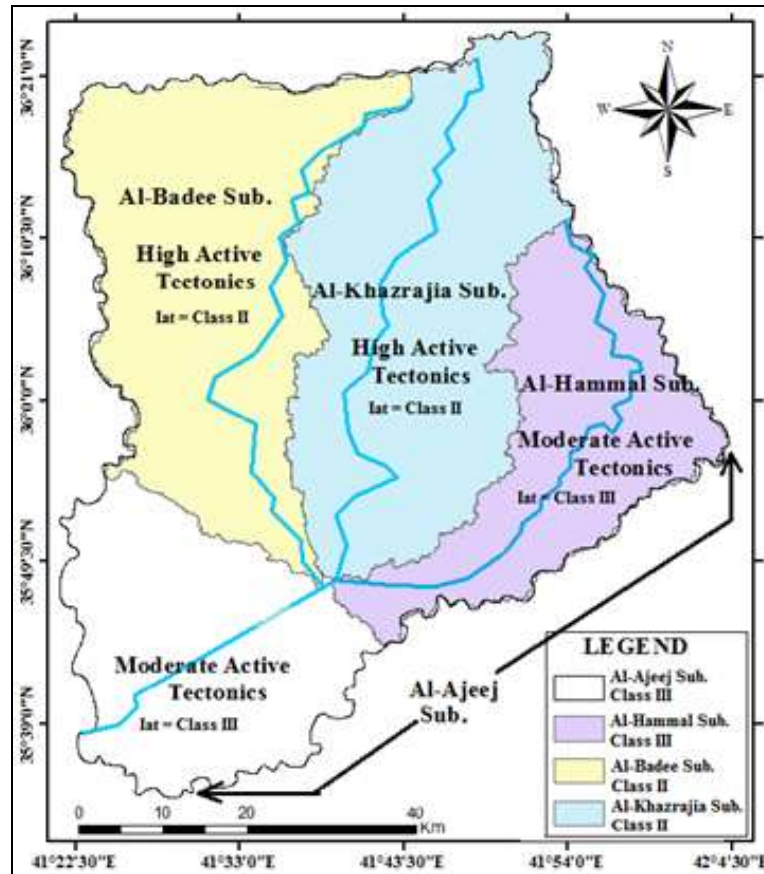 N
W
E
S
36°21'0"N
36°10'30"N
36°0'0"N
35°49'30"N
35°39'0"N
Al-Badee Sub.
High Active
Tectonics
Iat = Class II
Al-Khazrajia Sub.
High Active
Tectonics
Iat = Class II
Al-Hammal Sub.
Moderate Active
Tectonics
Iat = Class III
Moderate Active
Tectonics
Iat = Class III
Al-Ajeej
Sub.
LEGEND
Al-Ajeej Sub.
Class III
Al-Hammal Sub.
Class III
Al-Badee Sub.
Class II
Al-Khazrajia Sub.
Class II
0 10 20 40
Km
41°22'30"E 41°33'0"E 41°43'30"E 41°54'0"E 42°4'30"E